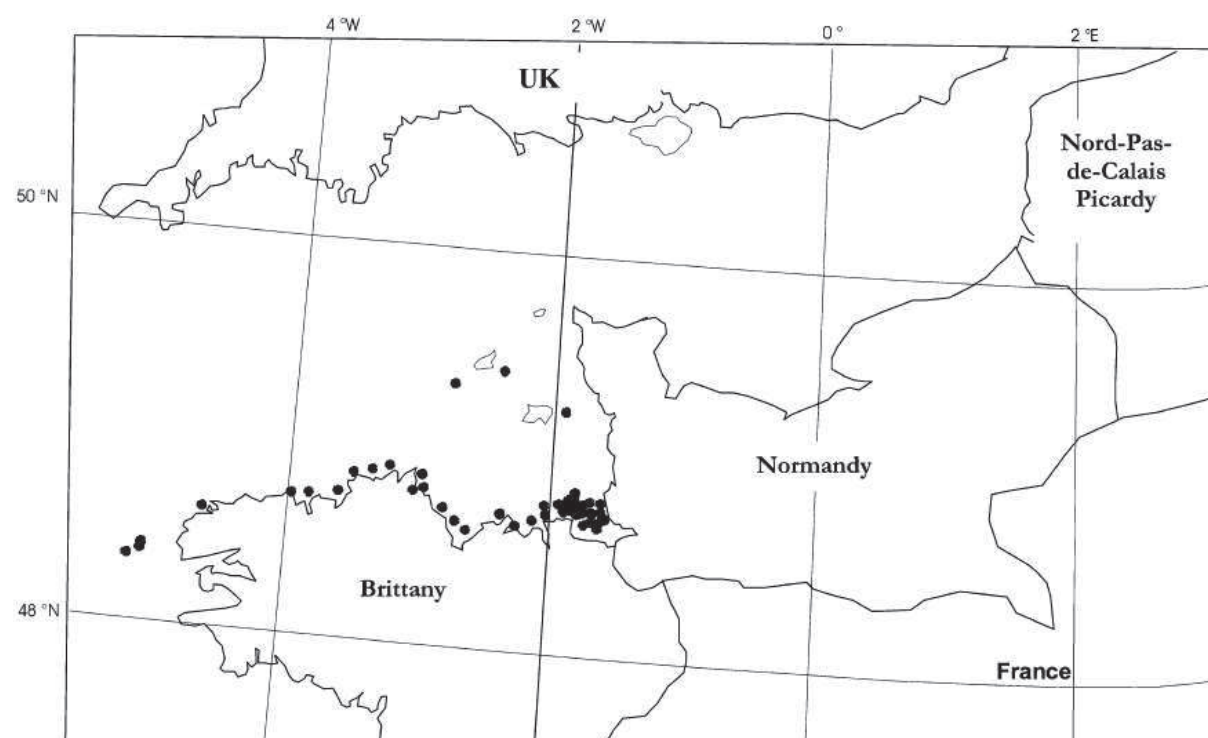 4 °W
2 °W
0 °
2 °E
UK
Nord-Pas-
de-Calais
Picardy
50 °N
Normandy
Brittany
48 °N
France